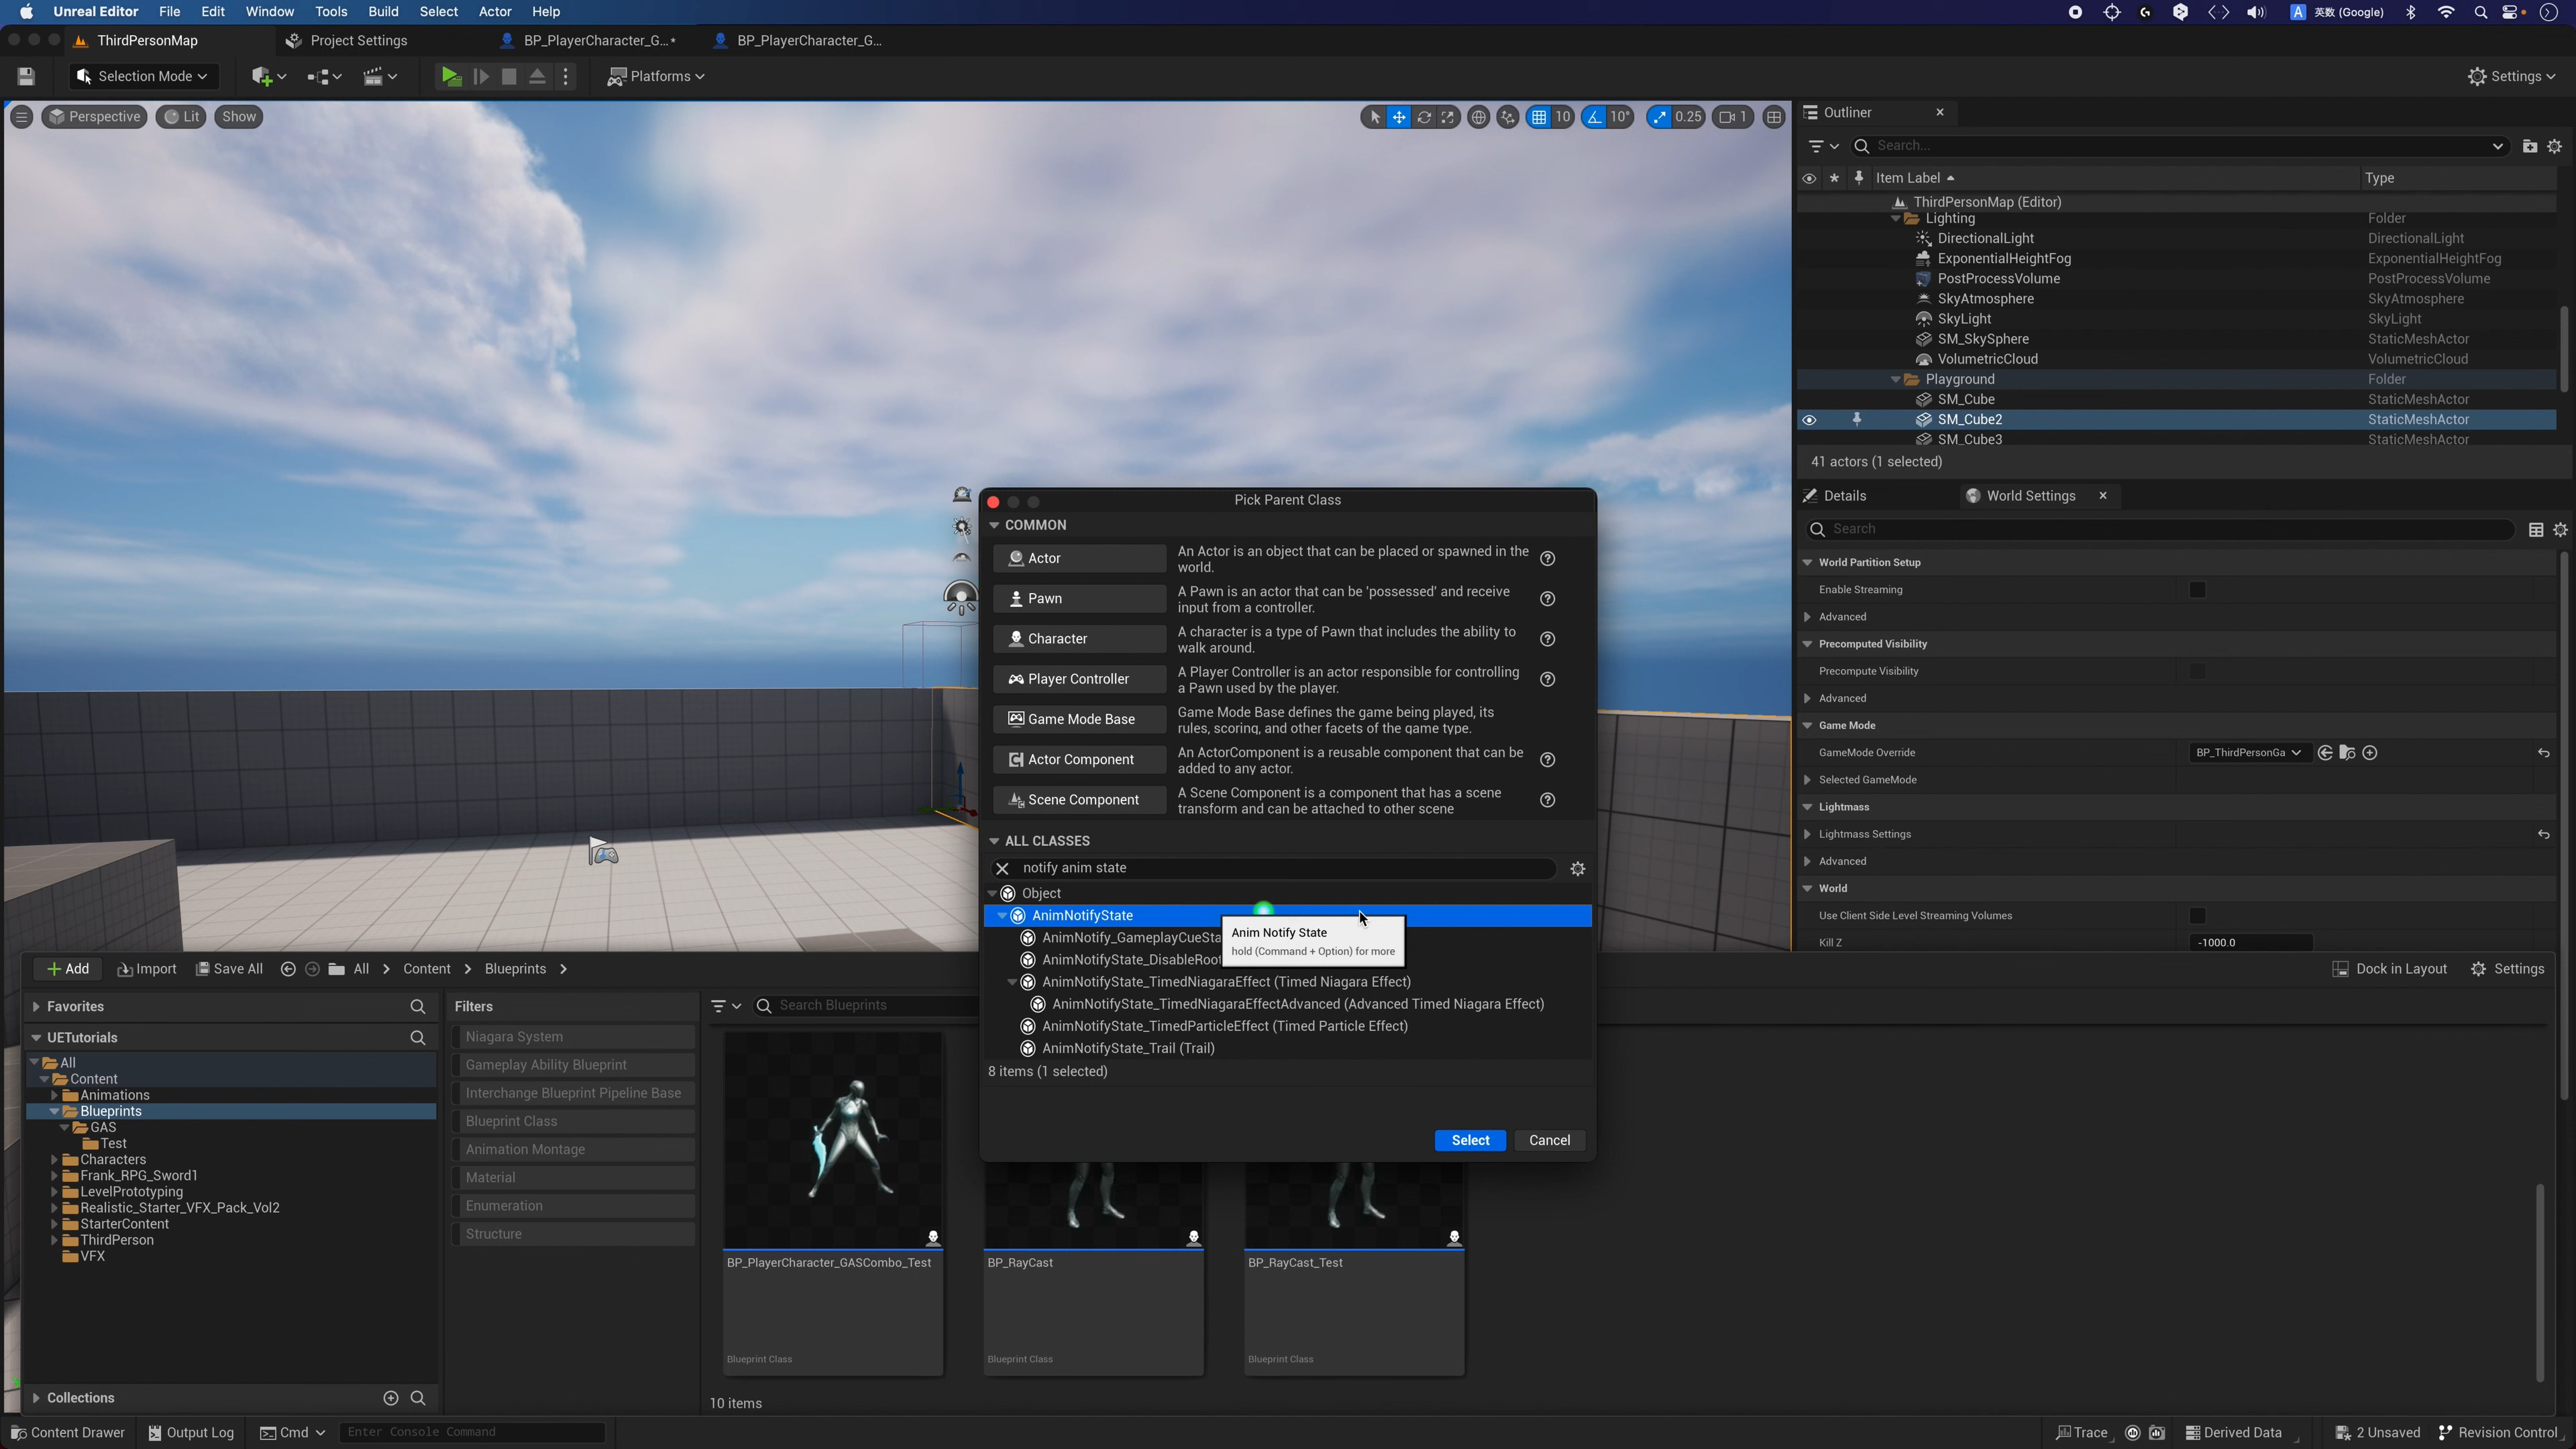 Unreal Editor File Edit Window Tools Build Select Actor Help
A 英数 (Google)
ThirdPersonMap
Project Settings
BP_PlayerCharacter_G...*
BP_PlayerCharacter_G...
Selection Mode
Platforms
Settings
Perspective
Lit
Show
10
10°
0.25
1
Outliner
Search...
Item Label
Type
ThirdPersonMap (Editor)
Lighting Folder
DirectionalLight DirectionalLight
ExponentialHeightFog ExponentialHeightFog
PostProcessVolume PostProcessVolume
SkyAtmosphere SkyAtmosphere
SkyLight SkyLight
SM_SkySphere StaticMeshActor
VolumetricCloud VolumetricCloud
Playground Folder
SM_Cube StaticMeshActor
SM_Cube2 StaticMeshActor
SM_Cube3 StaticMeshActor
41 actors (1 selected)
Details
World Settings
Search
World Partition Setup
Enable Streaming
Advanced
Precomputed Visibility
Precompute Visibility
Advanced
Game Mode
GameMode Override BP_ThirdPersonGa
Selected GameMode
Lightmass
Lightmass Settings
Advanced
World
Use Client Side Level Streaming Volumes
Kill Z -1000.0
Pick Parent Class
COMMON
Actor
An Actor is an object that can be placed or spawned in the
world.
Pawn
A Pawn is an actor that can be 'possessed' and receive
input from a controller.
Character
A character is a type of Pawn that includes the ability to
walk around.
Player Controller
A Player Controller is an actor responsible for controlling
a Pawn used by the player.
Game Mode Base
Game Mode Base defines the game being played, its
rules, scoring, and other facets of the game type.
Actor Component
An ActorComponent is a reusable component that can be
added to any actor.
Scene Component
A Scene Component is a component that has a scene
transform and can be attached to other scene
ALL CLASSES
notify anim state
Object
AnimNotifyState
AnimNotify_GameplayCueSta
AnimNotifyState_DisableRoot
AnimNotifyState_TimedNiagaraEffect (Timed Niagara Effect)
AnimNotifyState_TimedNiagaraEffectAdvanced (Advanced Timed Niagara Effect)
AnimNotifyState_TimedParticleEffect (Timed Particle Effect)
AnimNotifyState_Trail (Trail)
8 items (1 selected)
Anim Notify State
hold (Command + Option) for more
Select
Cancel
Add
Import
Save All
All
Content
Blueprints
Dock in Layout
Settings
Favorites
UETutorials
All
Content
Animations
Blueprints
GAS
Test
Characters
Frank_RPG_Sword1
LevelPrototyping
Realistic_Starter_VFX_Pack_Vol2
StarterContent
ThirdPerson
VFX
Collections
Filters
Niagara System
Gameplay Ability Blueprint
Interchange Blueprint Pipeline Base
Blueprint Class
Animation Montage
Material
Enumeration
Structure
Search Blueprints
BP_PlayerCharacter_GASCombo_Test
Blueprint Class
BP_RayCast
Blueprint Class
BP_RayCast_Test
Blueprint Class
10 items
Content Drawer
Output Log
Cmd
Enter Console Command
Trace
Derived Data
2 Unsaved
Revision Control